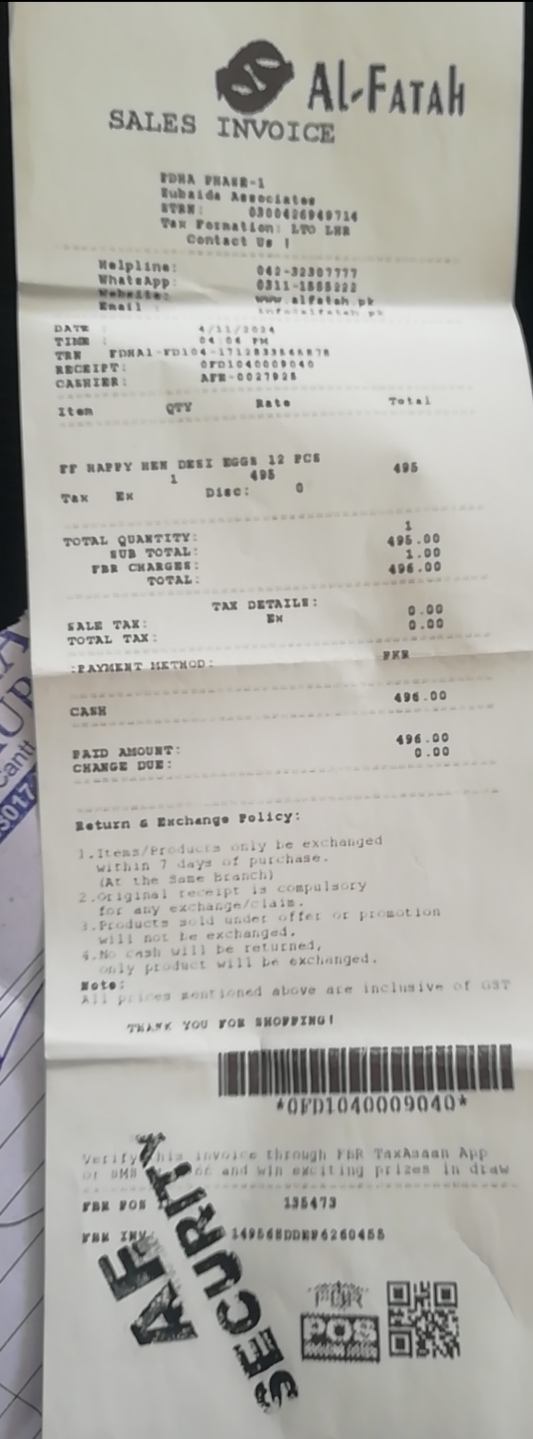 AL-FATAH
SALES INVOICE
FDHA PHASE-1
Zubaida Associates
STRN: 0300426949714
Tax Formation: LTO LHR
Contact Us !
Helpline: 042-32307777
WhatsApp: 0311-1555222
Website: www.alfatah.pk
Email : info@alfatah.pk
DATE : 4/11/2024
TIME : 04:04 PM
TRN FDHA1-FD104-1712833546878
RECEIPT: 0FD1040009040
CASHIER: AFE-0027925
Item QTY Rate Total
FF HAPPY HEN DESI EGGS 12 PCS
1 495 495
Tax Ex Disc: 0
TOTAL QUANTITY: 1
SUB TOTAL: 495.00
FBR CHARGES: 1.00
TOTAL: 496.00
TAX DETAILS:
SALE TAX: Ex 0.00
TOTAL TAX: 0.00
:PAYMENT METHOD: PKR
CASH 496.00
PAID AMOUNT: 496.00
CHANGE DUE: 0.00
Return & Exchange Policy:
1.Items/Products only be exchanged
within 7 days of purchase.
(At the Same Branch)
2.Original receipt is compulsory
for any exchange/claim.
3.Products sold under offer or promotion
will not be exchanged.
4.No cash will be returned,
only product will be exchanged.
Note:
All prices mentioned above are inclusive of GST
THANK YOU FOR SHOPPING!
*0FD1040009040*
Verify this invoice through FBR TaxAsaan App
or SMS and win exciting prizes in draw
FBR POS 135473
FBR INV
AF
SECURITY
FBR
POS